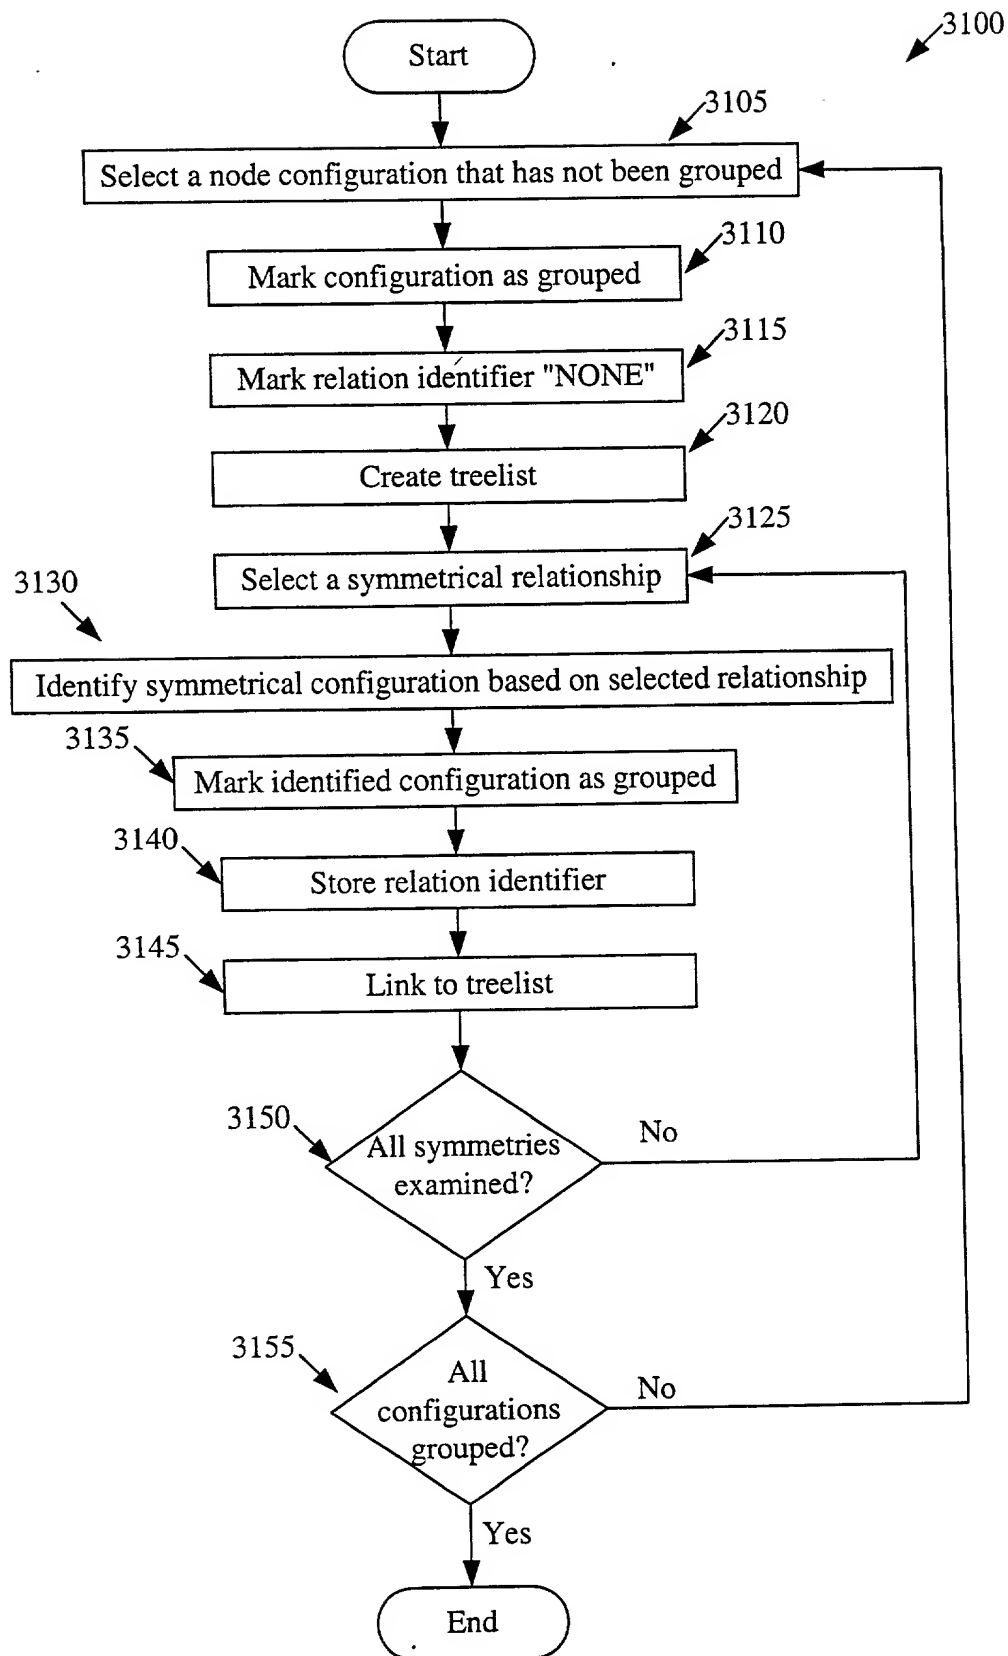 3100
Start
3105
Select a node configuration that has not been grouped
3110
Mark configuration as grouped
3115
Mark relation identifier "NONE"
3120
Create treelist
3125
Select a symmetrical relationship
3130
Identify symmetrical configuration based on selected relationship
3135
Mark identified configuration as grouped
3140
Store relation identifier
3145
Link to treelist
3150
All symmetries
examined?
No
Yes
3155
All
configurations
grouped?
No
Yes
End